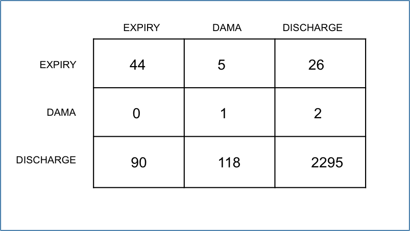 EXPIRY DAMA DISCHARGE
EXPIRY 44 5 26
DAMA 0 1 2
DISCHARGE 90 118 2295